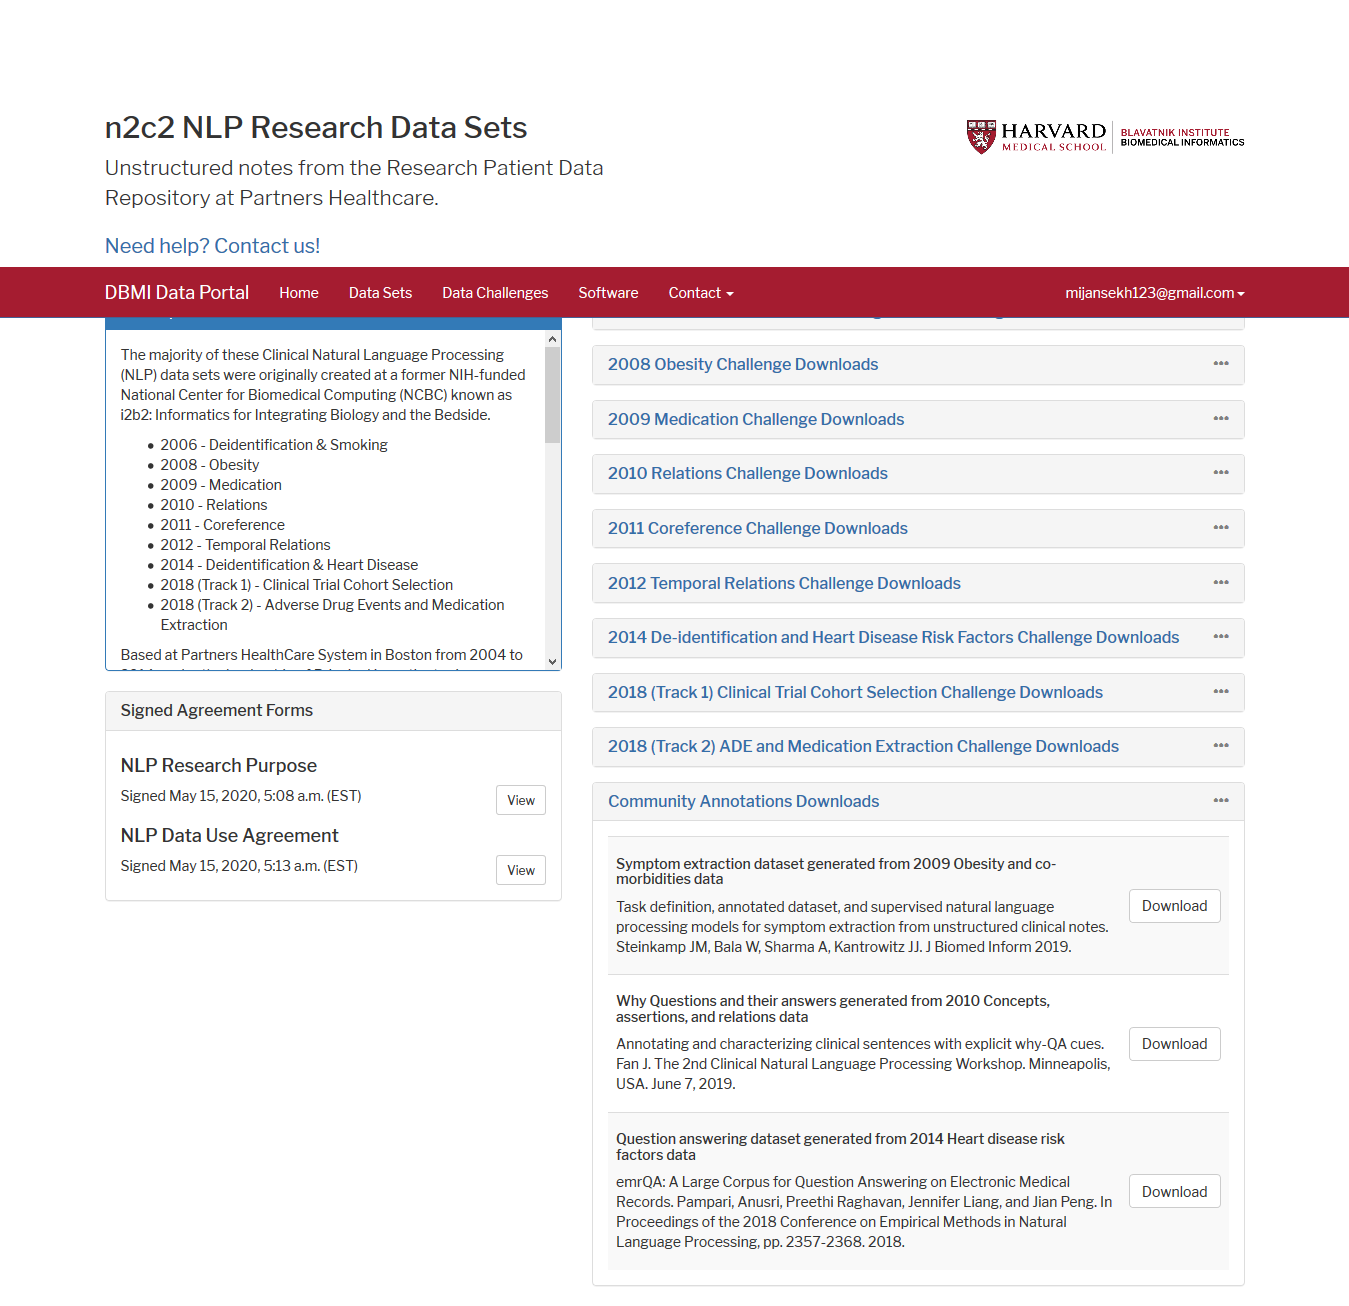 n2c2 NLP Research Data Sets
Unstructured notes from the Research Patient Data
Repository at Partners Healthcare.
Need help? Contact us!
HARVARD
MEDICAL SCHOOL
BLAVATNIK INSTITUTE
BIOMEDICAL INFORMATICS
DBMI Data Portal Home Data Sets Data Challenges Software Contact mijansekh123@gmail.com
The majority of these Clinical Natural Language Processing
(NLP) data sets were originally created at a former NIH-funded
National Center for Biomedical Computing (NCBC) known as
i2b2: Informatics for Integrating Biology and the Bedside.
• 2006 - Deidentification & Smoking
• 2008 - Obesity
• 2009 - Medication
• 2010 - Relations
• 2011 - Coreference
• 2012 - Temporal Relations
• 2014 - Deidentification & Heart Disease
• 2018 (Track 1) - Clinical Trial Cohort Selection
• 2018 (Track 2) - Adverse Drug Events and Medication
Extraction
Based at Partners HealthCare System in Boston from 2004 to
Signed Agreement Forms
NLP Research Purpose
Signed May 15, 2020, 5:08 a.m. (EST)
View
NLP Data Use Agreement
Signed May 15, 2020, 5:13 a.m. (EST)
View
2008 Obesity Challenge Downloads
2009 Medication Challenge Downloads
2010 Relations Challenge Downloads
2011 Coreference Challenge Downloads
2012 Temporal Relations Challenge Downloads
2014 De-identification and Heart Disease Risk Factors Challenge Downloads
2018 (Track 1) Clinical Trial Cohort Selection Challenge Downloads
2018 (Track 2) ADE and Medication Extraction Challenge Downloads
Community Annotations Downloads
Symptom extraction dataset generated from 2009 Obesity and co-
morbidities data
Task definition, annotated dataset, and supervised natural language
processing models for symptom extraction from unstructured clinical notes.
Steinkamp JM, Bala W, Sharma A, Kantrowitz JJ. J Biomed Inform 2019.
Download
Why Questions and their answers generated from 2010 Concepts,
assertions, and relations data
Annotating and characterizing clinical sentences with explicit why-QA cues.
Fan J. The 2nd Clinical Natural Language Processing Workshop. Minneapolis,
USA. June 7, 2019.
Download
Question answering dataset generated from 2014 Heart disease risk
factors data
emrQA: A Large Corpus for Question Answering on Electronic Medical
Records. Pampari, Anusri, Preethi Raghavan, Jennifer Liang, and Jian Peng. In
Proceedings of the 2018 Conference on Empirical Methods in Natural
Language Processing, pp. 2357-2368. 2018.
Download